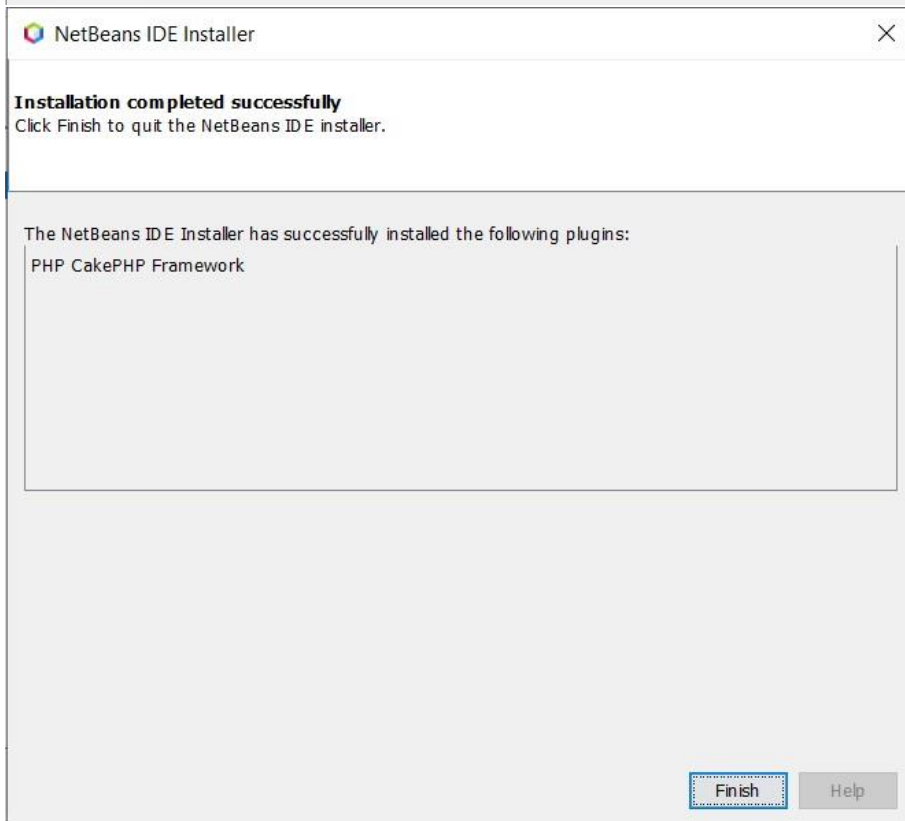 NetBeans IDE Installer
Installation completed successfully
Click Finish to quit the NetBeans IDE installer.
The NetBeans IDE Installer has successfully installed the following plugins:
PHP CakePHP Framework
Finish
Help